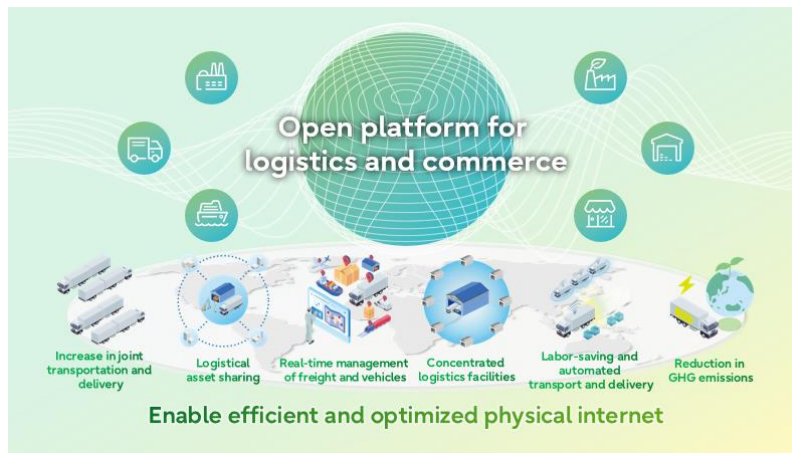 Open platform for
logistics and commerce
Increase in joint
transportation and
delivery
Logistical
asset sharing
Real-time management
of freight and vehicles
Concentrated
logistics facilities
Labor-saving and
automated
transport and delivery
Reduction in
GHG emissions
Enable efficient and optimized physical internet